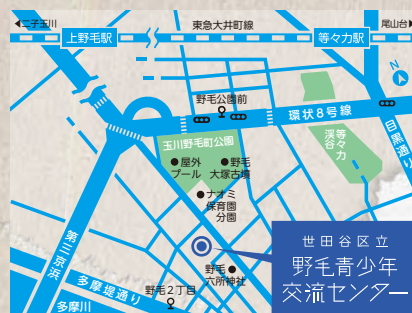 ◀二子玉川
東急大井町線
尾山台▶
上野毛駅
等々力駅
N
野毛公園前
環状8号線
目黒通り
玉川野毛町公園
等々力
渓谷
●屋外
プール
●野毛
大塚古墳
●ナオミ
保育園
分園
第三京浜
世田谷区立
野毛青少年
交流センター
野毛●
六所神社
多摩堤通り
野毛2丁目
多摩川